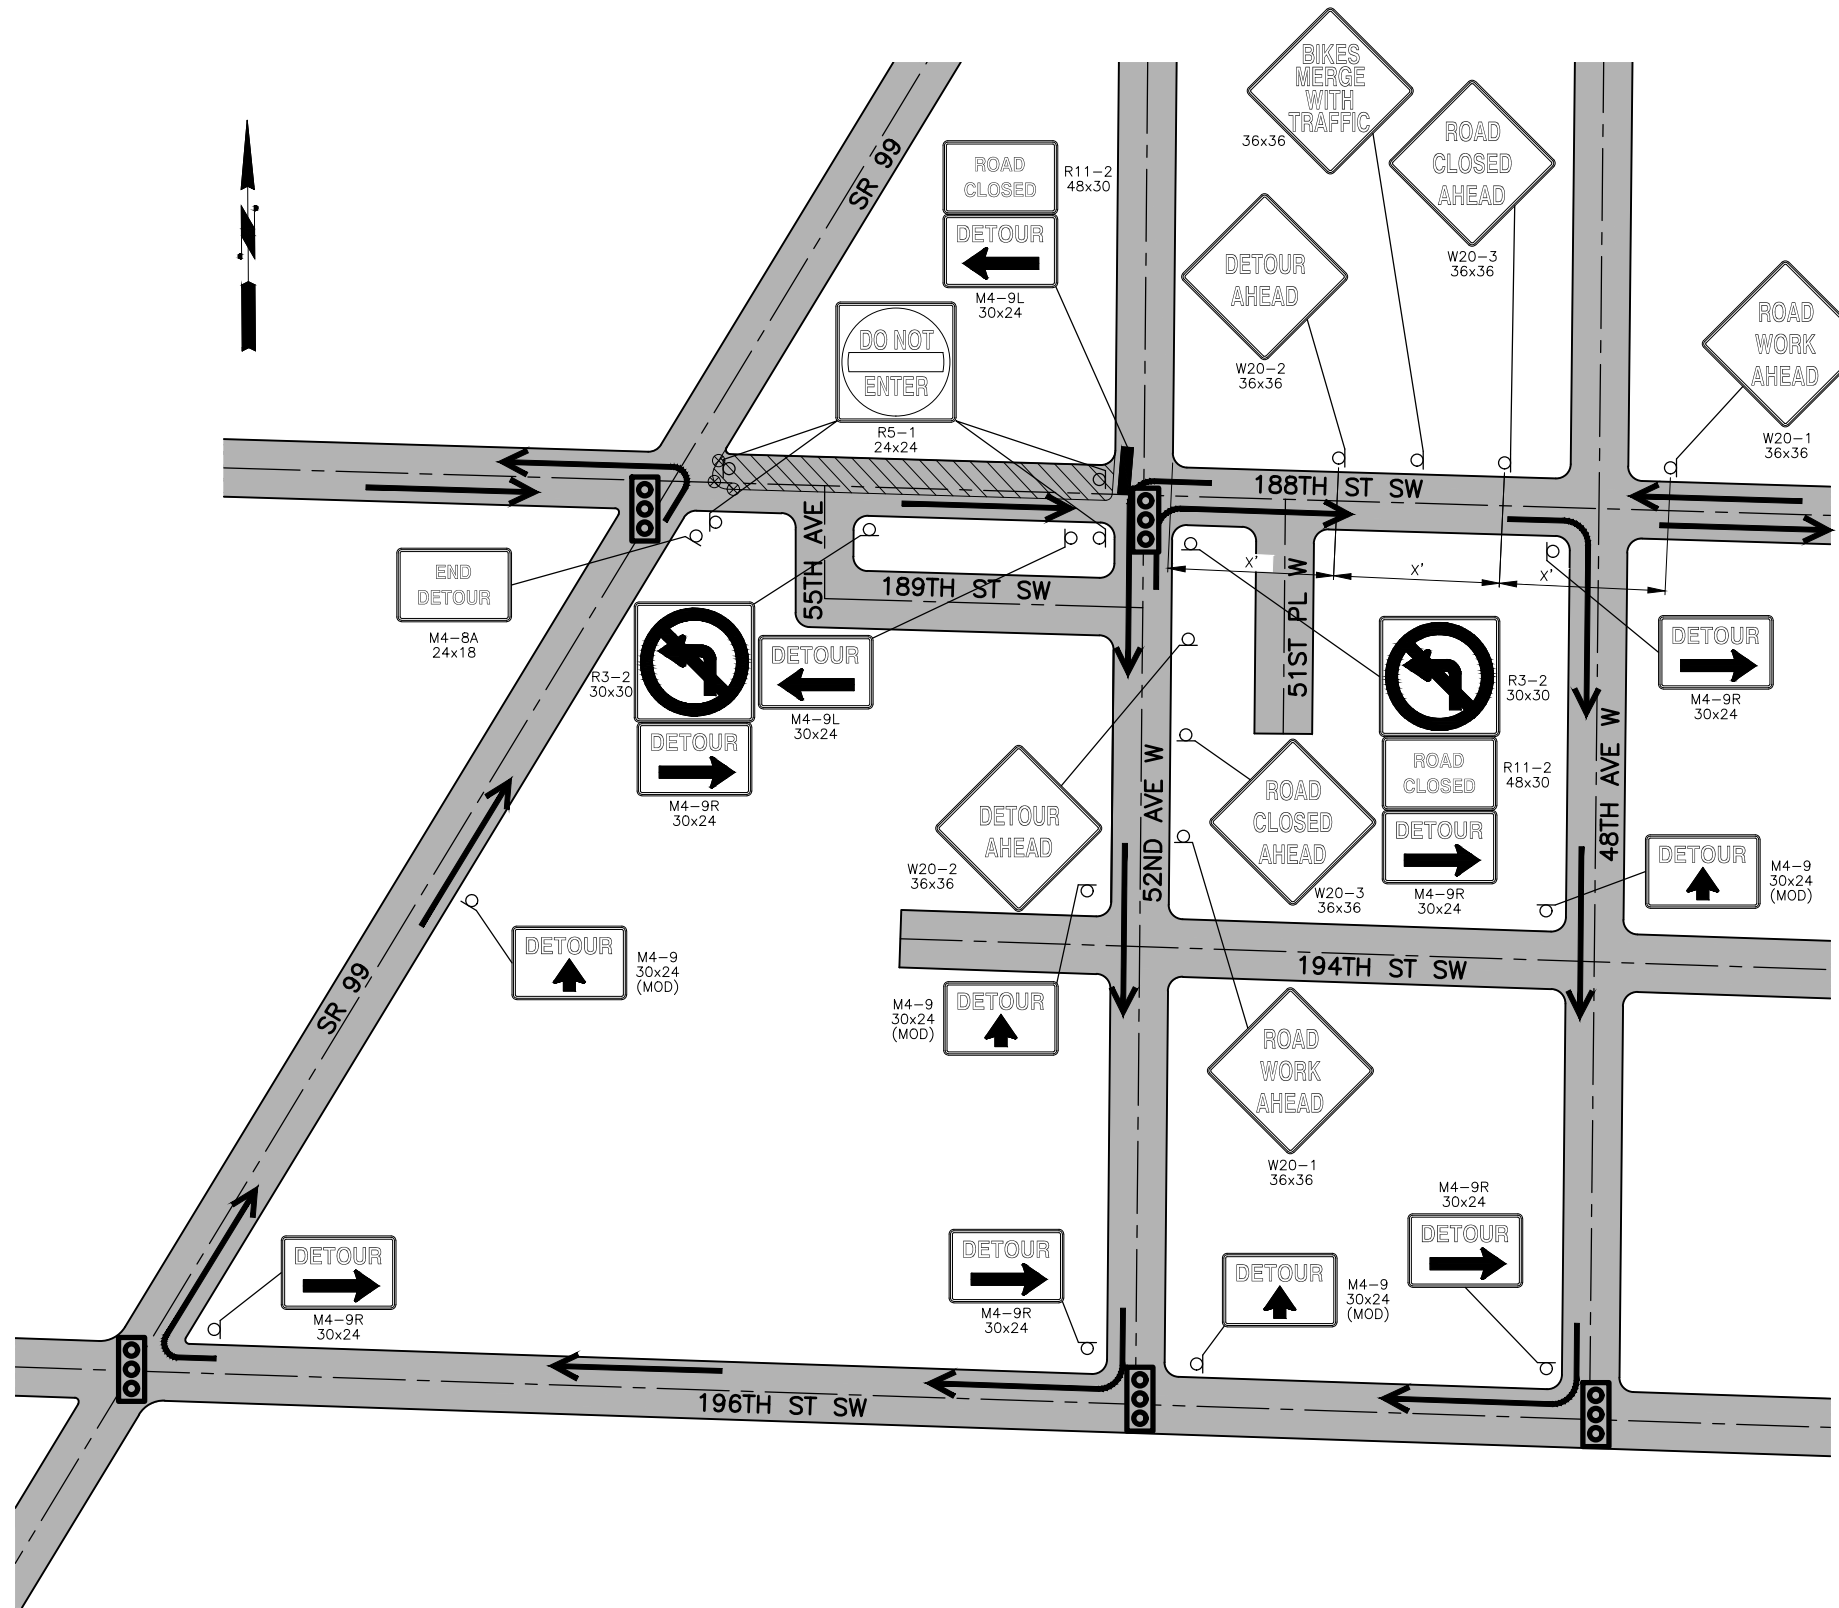 BIKES
MERGE
WITH
TRAFFIC
36x36
ROAD
CLOSED
AHEAD
W20-3
36x36
SR 99
ROAD
CLOSED
R11-2
48x30
DETOUR
M4-9L
30x24
DETOUR
AHEAD
W20-2
36x36
ROAD
WORK
AHEAD
W20-1
36x36
DO NOT
ENTER
R5-1
24x24
188TH ST SW
END
DETOUR
M4-8A
24x18
55TH AVE
189TH ST SW
51ST PL W
X'
X'
X'
R3-2
30x30
DETOUR
M4-9R
30x24
DETOUR
M4-9L
30x24
R3-2
30x30
ROAD
CLOSED
R11-2
48x30
DETOUR
M4-9R
30x24
DETOUR
M4-9R
30x24
48TH AVE W
52ND AVE W
DETOUR
AHEAD
W20-2
36x36
ROAD
CLOSED
AHEAD
W20-3
36x36
DETOUR
M4-9
30x24
(MOD)
SR 99
DETOUR
M4-9
30x24
(MOD)
DETOUR
M4-9
30x24
(MOD)
194TH ST SW
ROAD
WORK
AHEAD
W20-1
36x36
DETOUR
M4-9R
30x24
DETOUR
M4-9R
30x24
DETOUR
M4-9
30x24
(MOD)
M4-9R
30x24
DETOUR
196TH ST SW